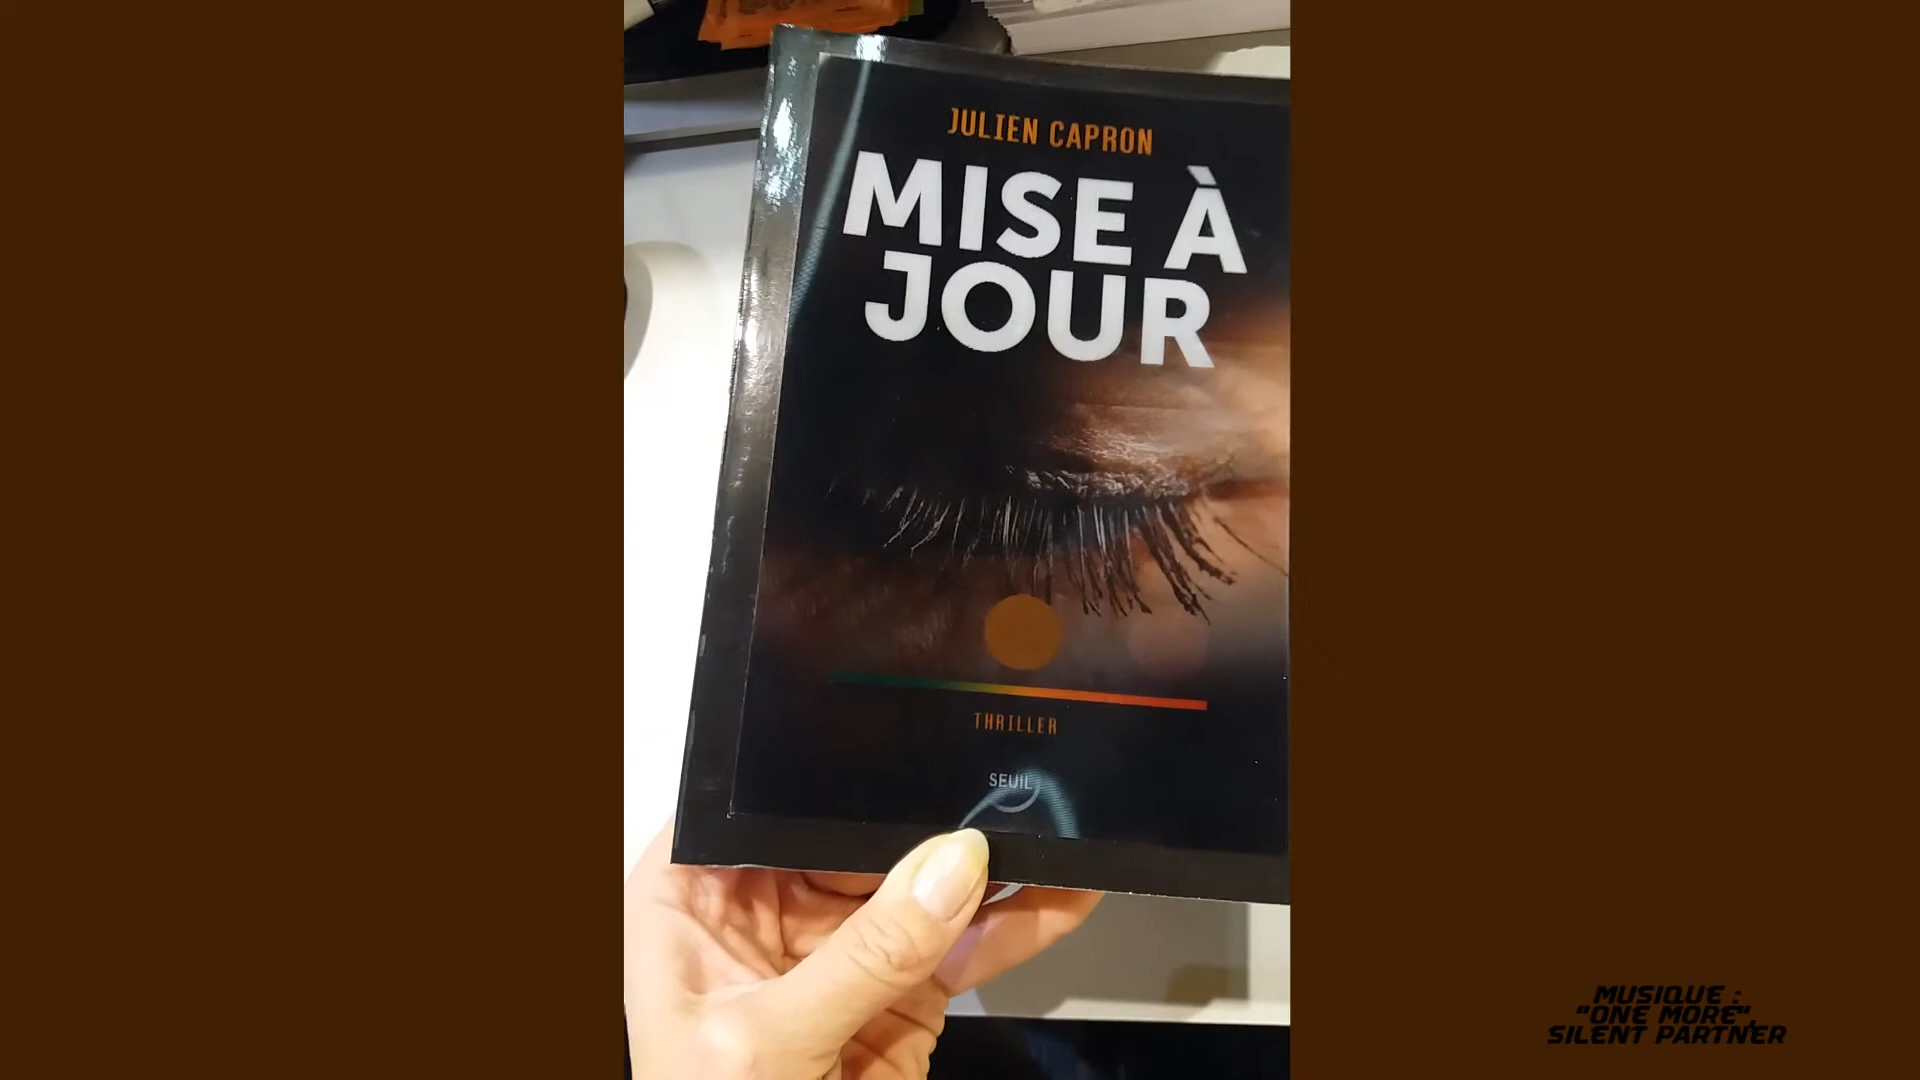 JULIEN CAPRON
MISE À
JOUR
THRILLER
SEUIL
MUSIQUE :
"ONE MORE",
SILENT PARTNER